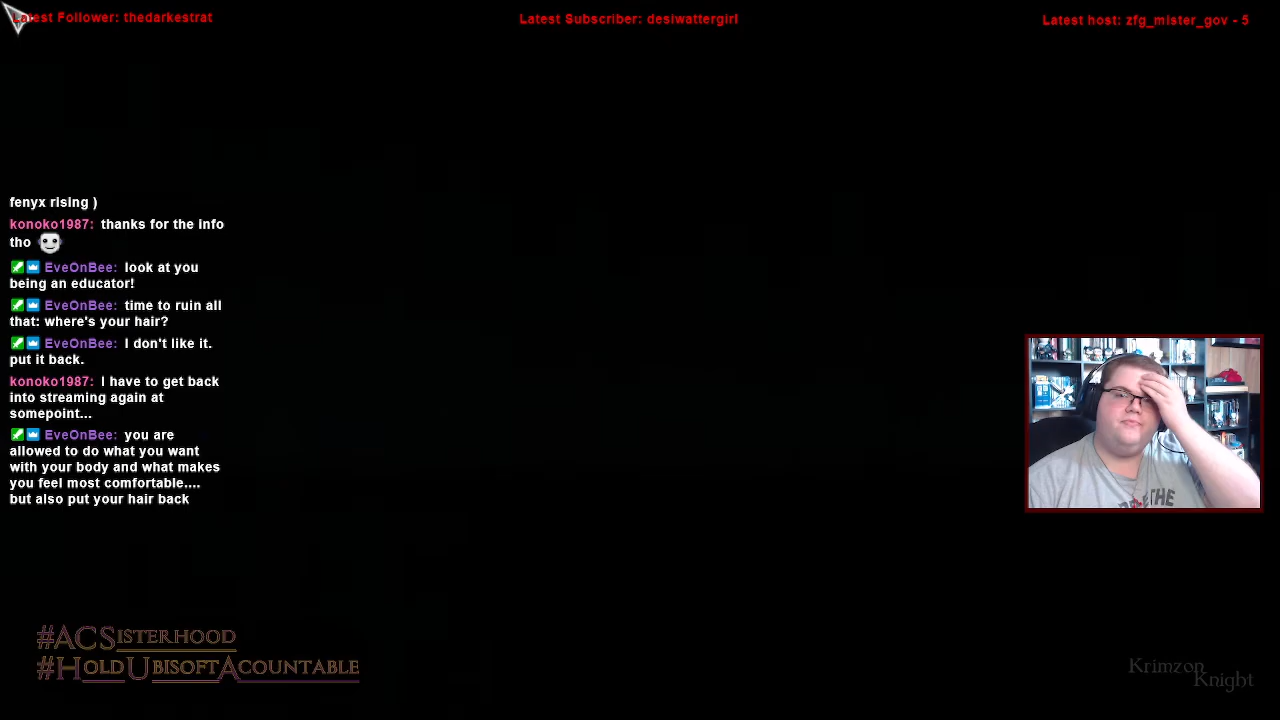 Latest Follower: thedarkestrat
Latest Subscriber: desiwattergirl
Latest host: zfg_mister_gov - 5
fenyx rising )
konoko1987: thanks for the info
tho
EveOnBee: look at you
being an educator!
EveOnBee: time to ruin all
that: where's your hair?
EveOnBee: I don't like it.
put it back.
konoko1987: I have to get back
into streaming again at
somepoint...
EveOnBee: you are
allowed to do what you want
with your body and what makes
you feel most comfortable....
but also put your hair back
THE
#ACSisterhood
#HoldUbisoftAcountable
Krimzon
Knight